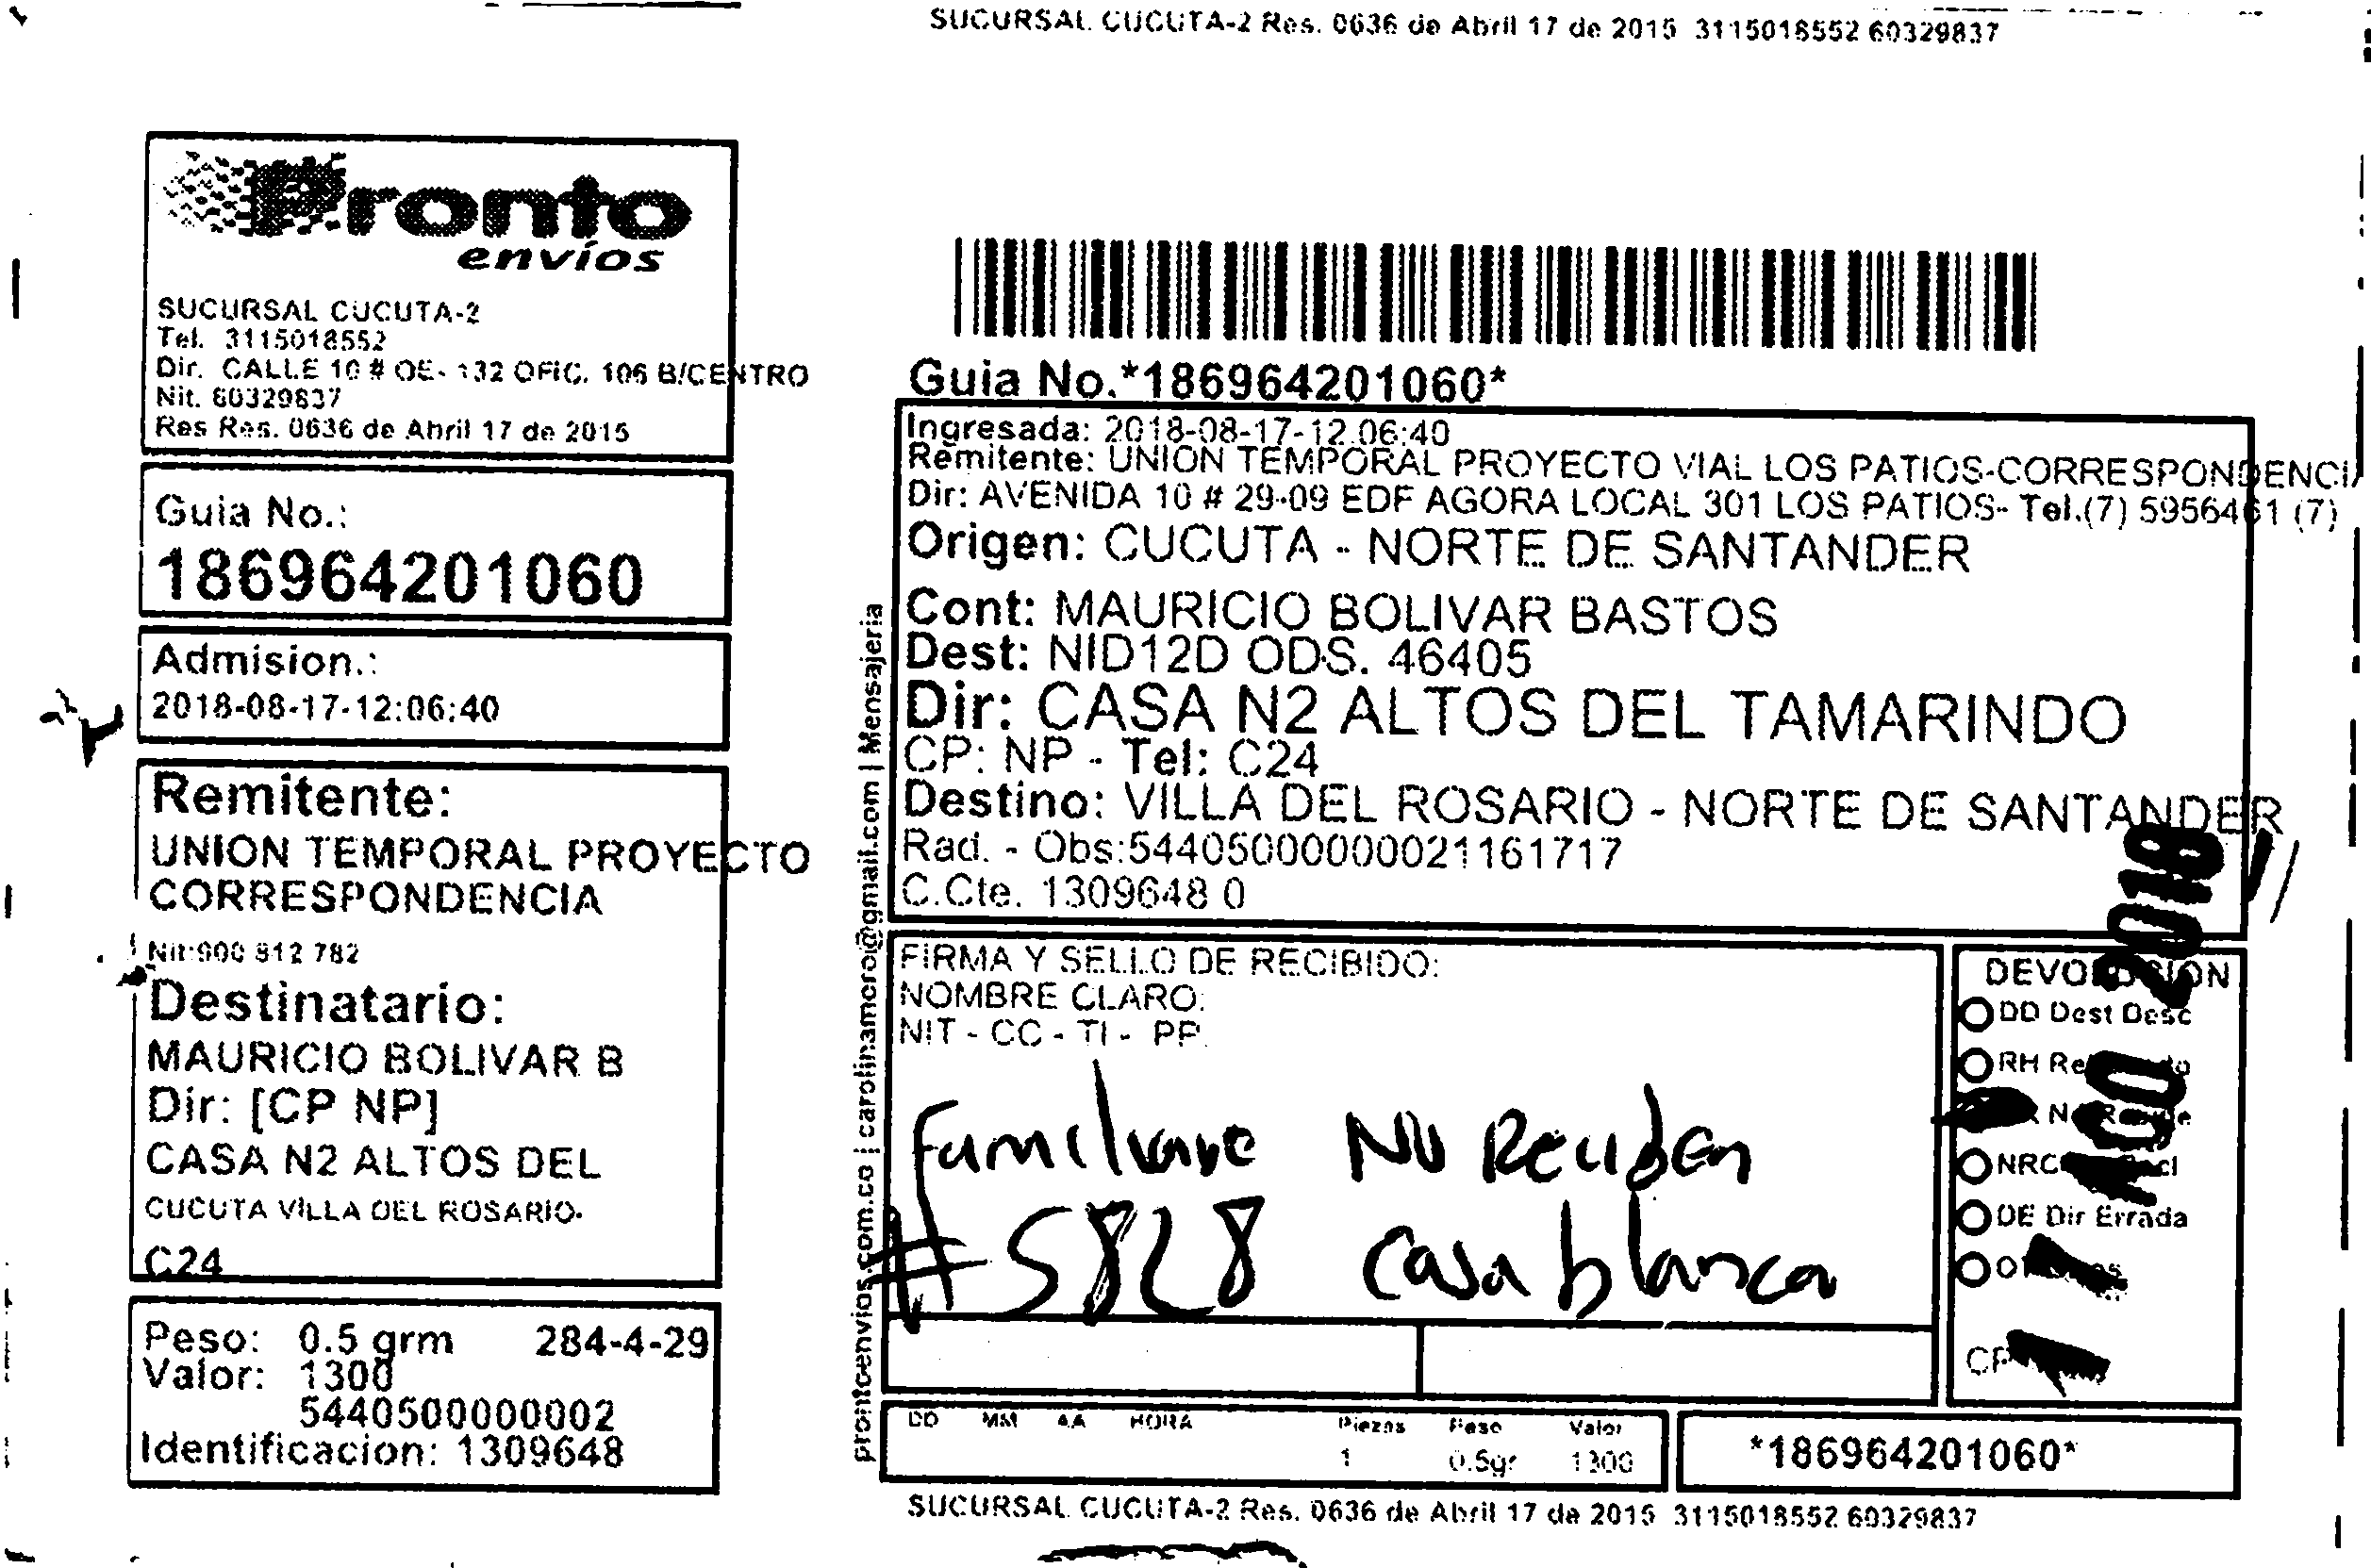 SUCURSAL CUCUTA-2 Res. 0636 de Abril 17 de 2015 3115018552 60329837
Pronto
envíos
SUCURSAL CUCUTA-2
Tel. 3115018552
Dir. CALLE 10 # OE- 132 OFIC. 106 B/CENTRO
Nit. 60329837
Res Res. 0636 de Abril 17 de 2015
Guia No.:
186964201060
Admision.:
2018-08-17-12:06:40
Remitente:
UNION TEMPORAL PROYECTO
CORRESPONDENCIA
Nit:900 812 782
Destinatario:
MAURICIO BOLIVAR B
Dir: [CP NP]
CASA N2 ALTOS DEL
CUCUTA VILLA DEL ROSARIO-
C24
Peso: 0.5 grm 284-4-29
Valor: 1300
5440500000002
Identificacion: 1309648
prontoenvios.com.co | carolinamoro@gmail.com | Mensajeria
Guia No.*186964201060*
Ingresada: 2018-08-17-12:06:40
Remitente: UNION TEMPORAL PROYECTO VIAL LOS PATIOS-CORRESPONDENCI
Dir: AVENIDA 10 # 29-09 EDF AGORA LOCAL 301 LOS PATIOS- Tel.(7) 5956461 (7)
Origen: CUCUTA - NORTE DE SANTANDER
Cont: MAURICIO BOLIVAR BASTOS
Dest: NID12D ODS. 46405
Dir: CASA N2 ALTOS DEL TAMARINDO
CP: NP - Tel: C24
Destino: VILLA DEL ROSARIO - NORTE DE SANTANDER
Rad. - Obs:544050000000021161717
C.Cte. 1309648 0
FIRMA Y SELLO DE RECIBIDO:
NOMBRE CLARO:
NIT - CC - TI - PP
No Reciben
#5828 Casa blanca
DEVOLUCION
DD Dest Desc
RH
NRC
DE Dir Errada
AGO 2018
DD MM AA HORA Piezas Peso Valor
1 0.5gr 1300
*186964201060*
SUCURSAL CUCUTA-2 Res. 0636 de Abril 17 de 2015 3115018552 60329837